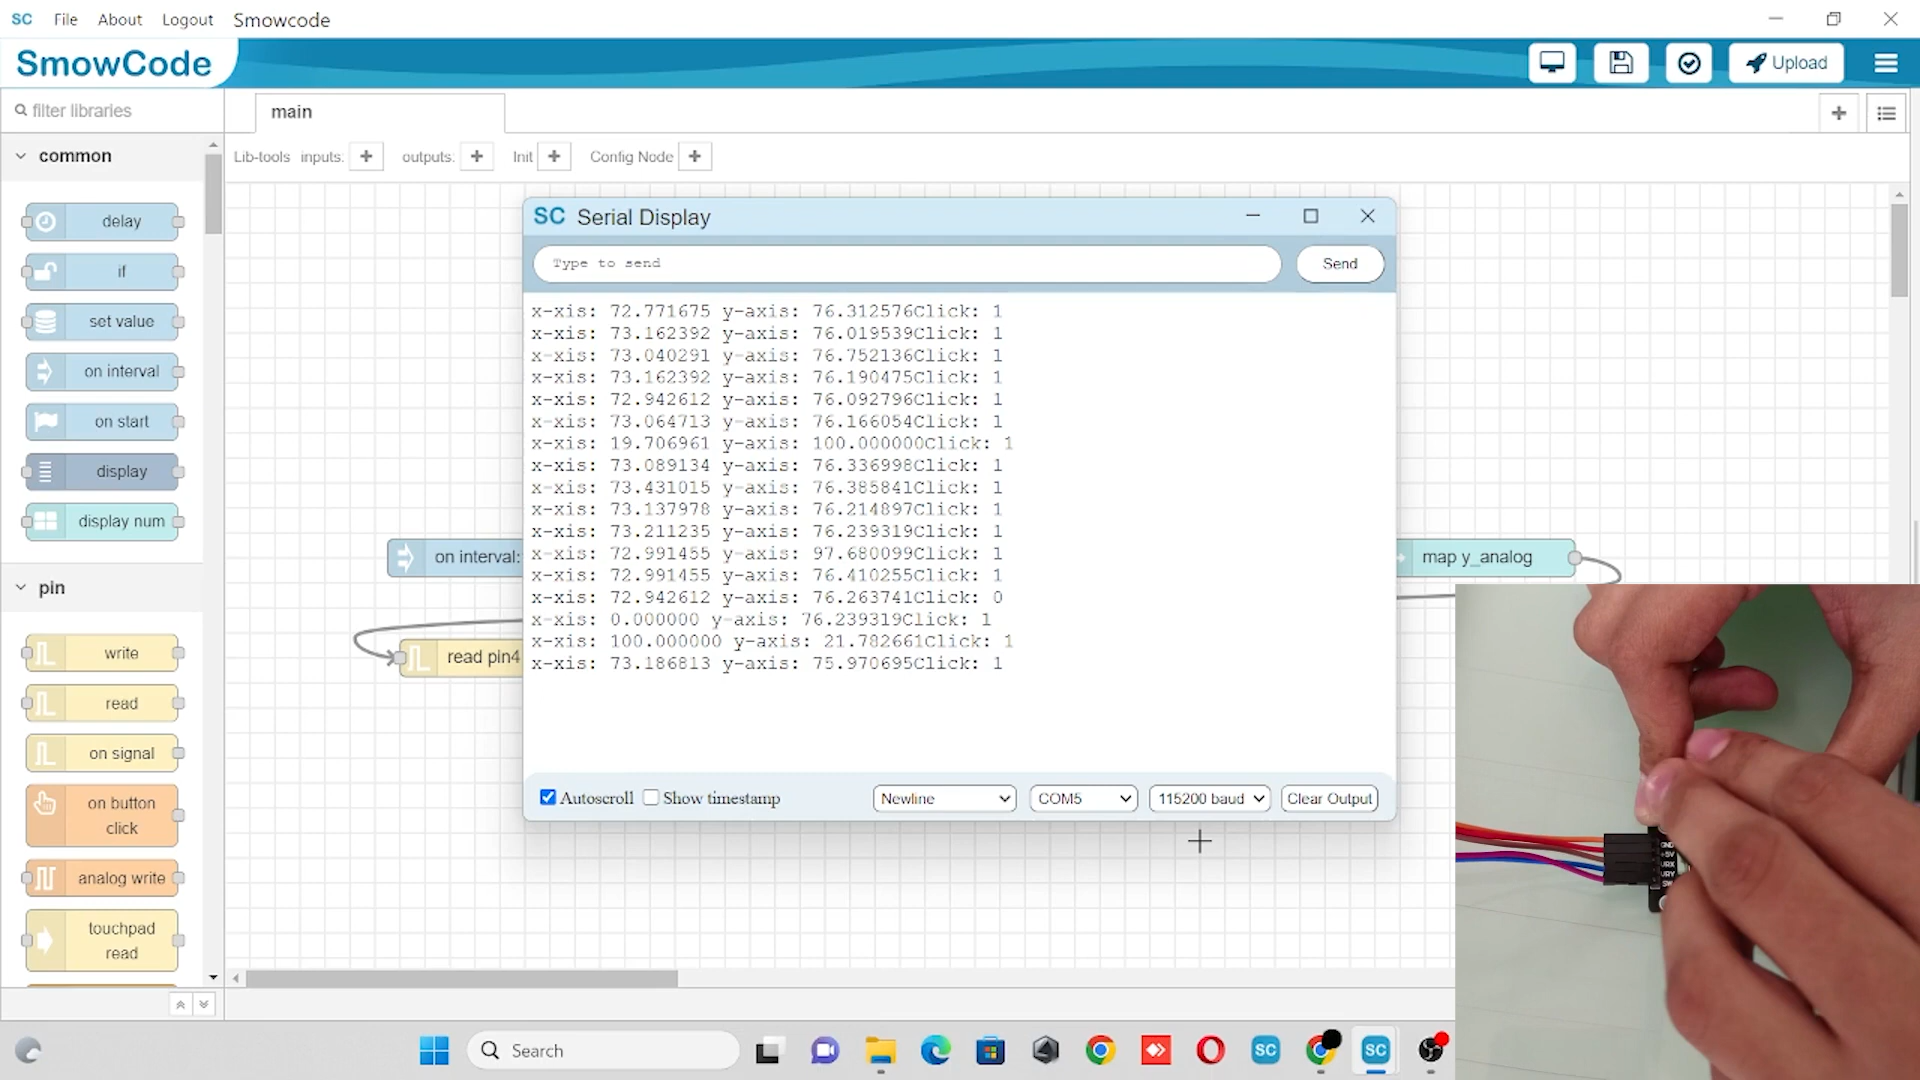 SC File About Logout Smowcode
SmowCode
Upload
filter libraries
main
common
Lib-tools inputs: outputs: Init Config Node
delay
if
set value
on interval
on start
display
display num
pin
write
read
on signal
on button
click
analog write
touchpad
read
on interval:
read pin4
map y_analog
SC Serial Display
Type to send
Send
x-xis: 72.771675 y-axis: 76.312576Click: 1
x-xis: 73.162392 y-axis: 76.019539Click: 1
x-xis: 73.040291 y-axis: 76.752136Click: 1
x-xis: 73.162392 y-axis: 76.190475Click: 1
x-xis: 72.942612 y-axis: 76.092796Click: 1
x-xis: 73.064713 y-axis: 76.166054Click: 1
x-xis: 19.706961 y-axis: 100.000000Click: 1
x-xis: 73.089134 y-axis: 76.336998Click: 1
x-xis: 73.431015 y-axis: 76.385841Click: 1
x-xis: 73.137978 y-axis: 76.214897Click: 1
x-xis: 73.211235 y-axis: 76.239319Click: 1
x-xis: 72.991455 y-axis: 97.680099Click: 1
x-xis: 72.991455 y-axis: 76.410255Click: 1
x-xis: 72.942612 y-axis: 76.263741Click: 0
x-xis: 0.000000 y-axis: 76.239319Click: 1
x-xis: 100.000000 y-axis: 21.782661Click: 1
x-xis: 73.186813 y-axis: 75.970695Click: 1
Autoscroll Show timestamp Newline COM5 115200 baud Clear Output
GND
+5V
URX
URY
SW
Search
SC
SC